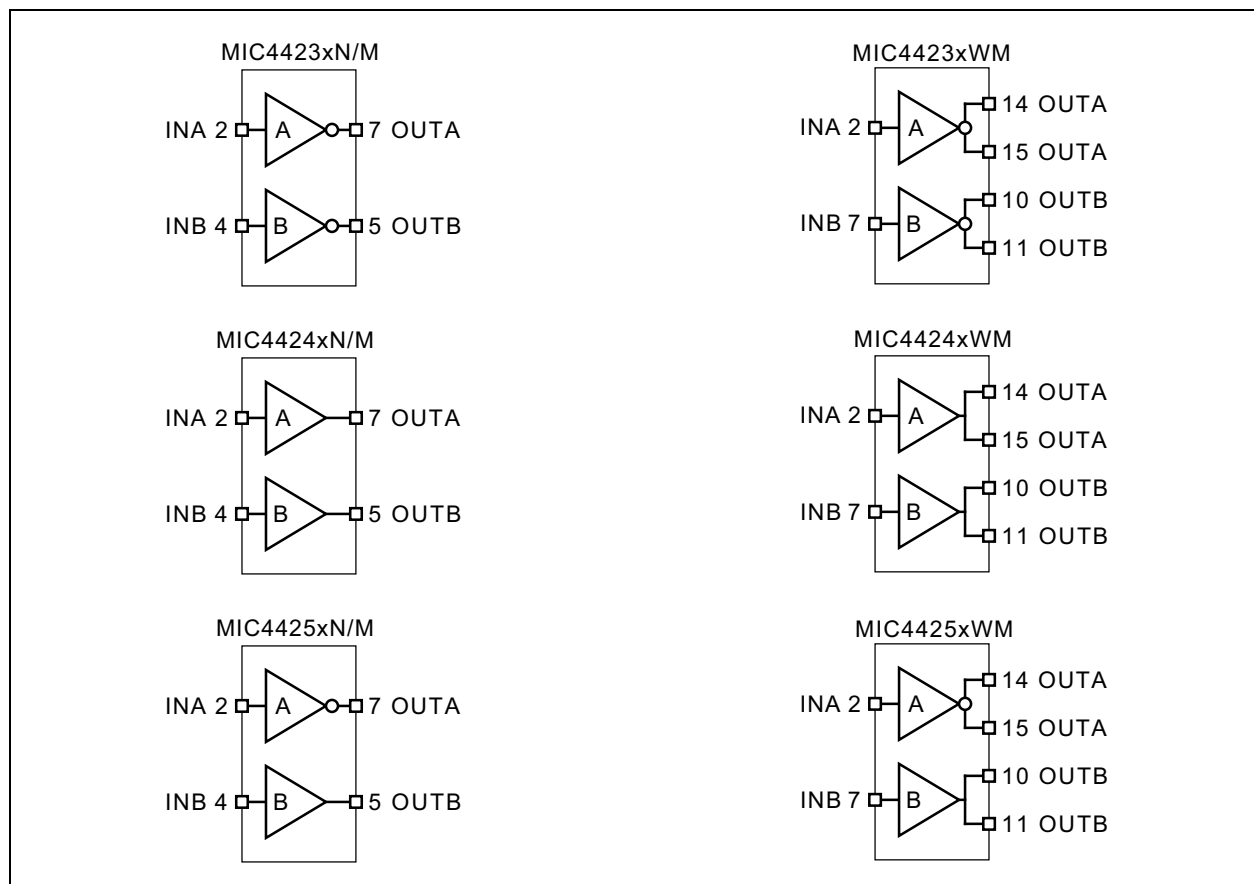 MIC4423xN/M
INA 2 A 7 OUTA
INB 4 B 5 OUTB
MIC4423xWM
INA 2 A 14 OUTA
15 OUTA
INB 7 B 10 OUTB
11 OUTB
MIC4424xN/M
INA 2 A 7 OUTA
INB 4 B 5 OUTB
MIC4424xWM
INA 2 A 14 OUTA
15 OUTA
INB 7 B 10 OUTB
11 OUTB
MIC4425xN/M
INA 2 A 7 OUTA
INB 4 B 5 OUTB
MIC4425xWM
INA 2 A 14 OUTA
15 OUTA
INB 7 B 10 OUTB
11 OUTB